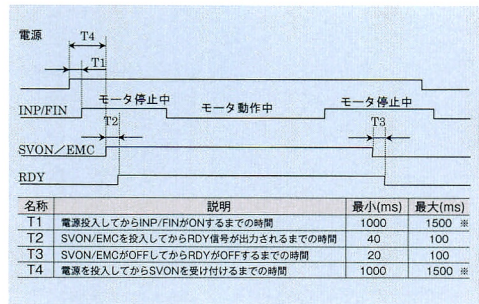 電源
T4
T1
INP/FIN
モータ停止中
モータ動作中
モータ停止中
T2
T3
SVON/EMC
RDY
名称 説明 最小(ms) 最大(ms)
T1 電源投入してからINP/FINがONするまでの時間 1000 1500 ※
T2 SVON/EMCを投入してからRDY信号が出力されるまでの時間 40 100
T3 SVON/EMCがOFFしてからRDYがOFFするまでの時間 20 100
T4 電源を投入してからSVONを受け付けるまでの時間 1000 1500 ※